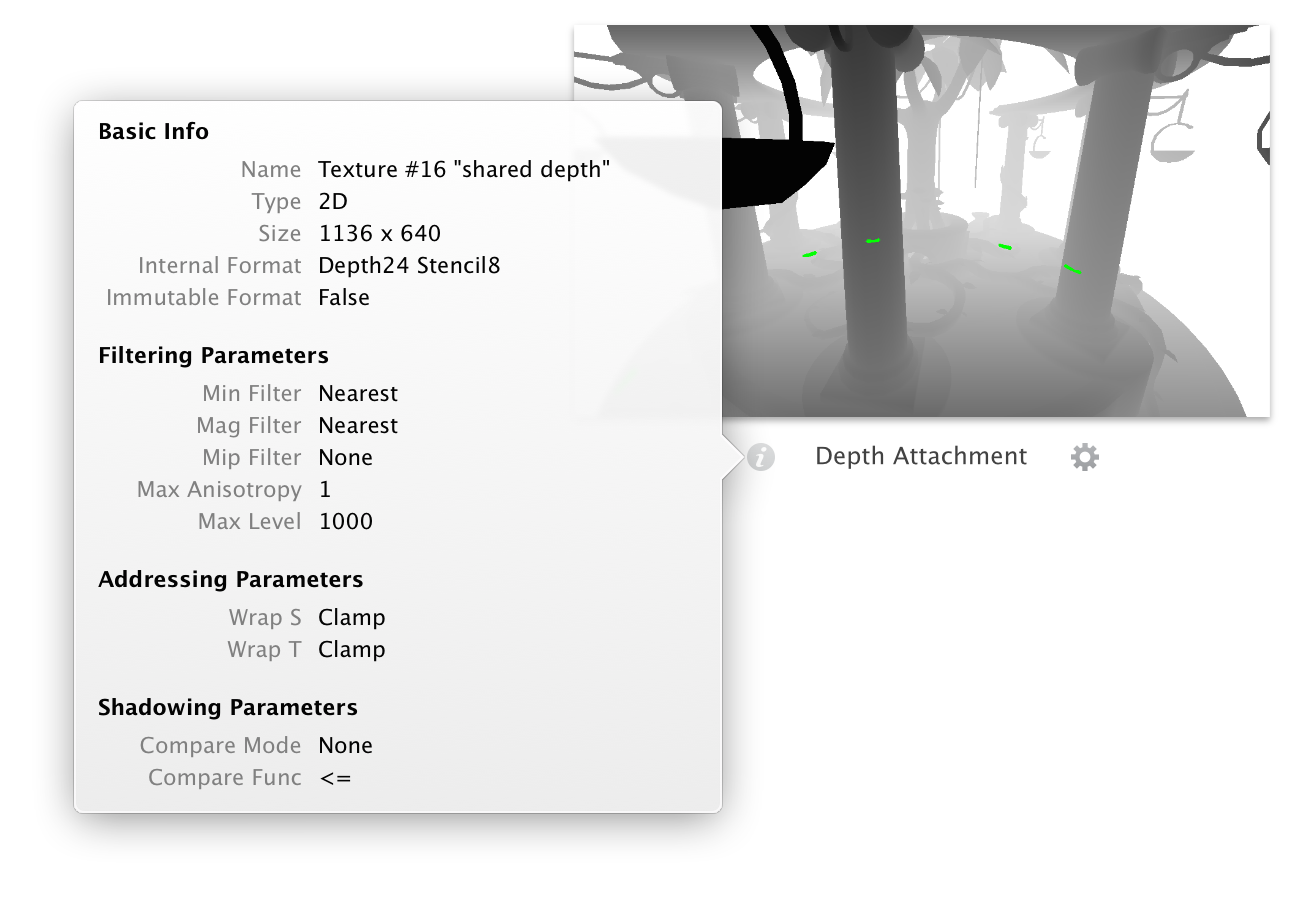 Basic Info
Name Texture #16 "shared depth"
Type 2D
Size 1136 x 640
Internal Format Depth24 Stencil8
Immutable Format False
Filtering Parameters
Min Filter Nearest
Mag Filter Nearest
Mip Filter None
Max Anisotropy 1
Max Level 1000
Addressing Parameters
Wrap S Clamp
Wrap T Clamp
Shadowing Parameters
Compare Mode None
Compare Func <=
i Depth Attachment